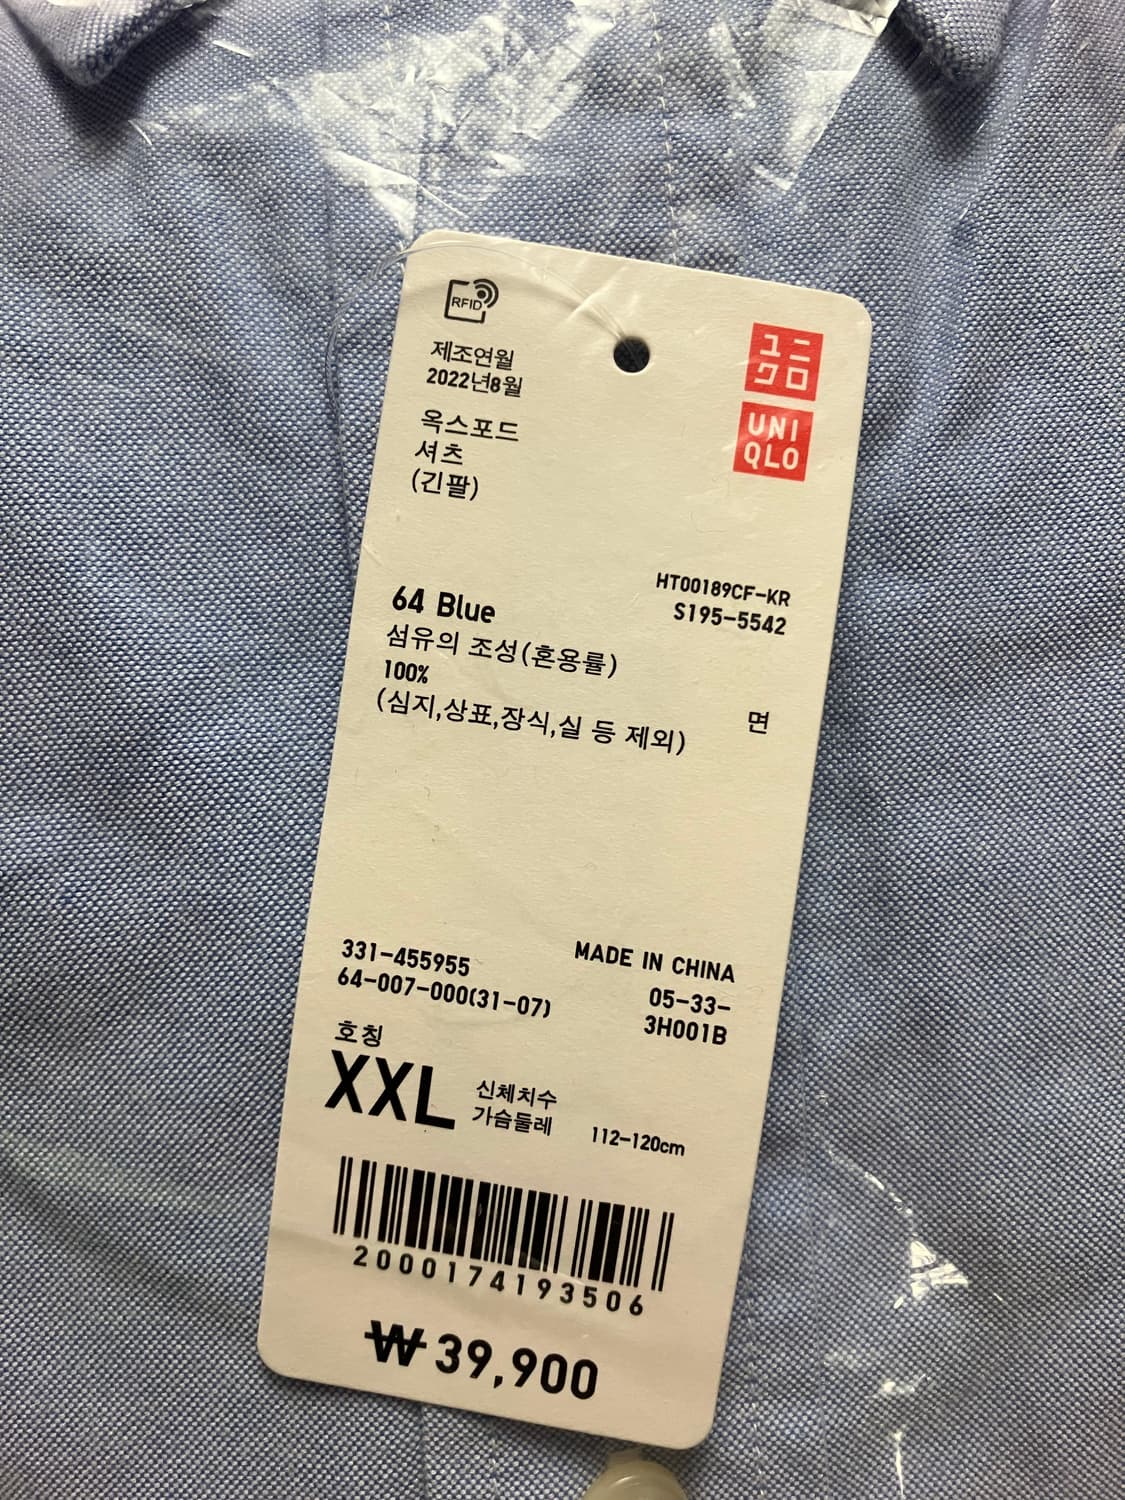 RFID
제조연월
2022년8월
ユニ
クロ
UNI
QLO
옥스포드
셔츠
(긴팔)
HT00189CF-KR
S195-5542
64 Blue
섬유의 조성(혼용률)
100% 면
(심지,상표,장식,실 등 제외)
331-455955
64-007-000(31-07)
MADE IN CHINA
05-33-
3H001B
호칭
XXL
신체치수
가슴둘레 112-120cm
2000174193506
₩39,900